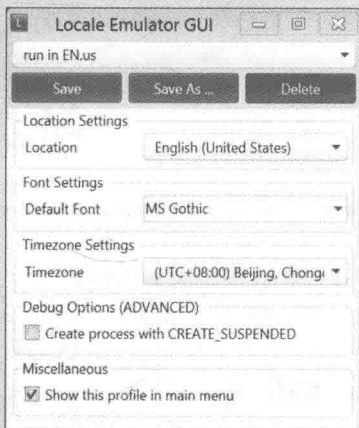 Locale Emulator GUI
run in EN.us
Save Save As ... Delete
Location Settings
Location English (United States)
Font Settings
Default Font MS Gothic
Timezone Settings
Timezone (UTC+08:00) Beijing, Chong
Debug Options (ADVANCED)
Create process with CREATE_SUSPENDED
Miscellaneous
Show this profile in main menu